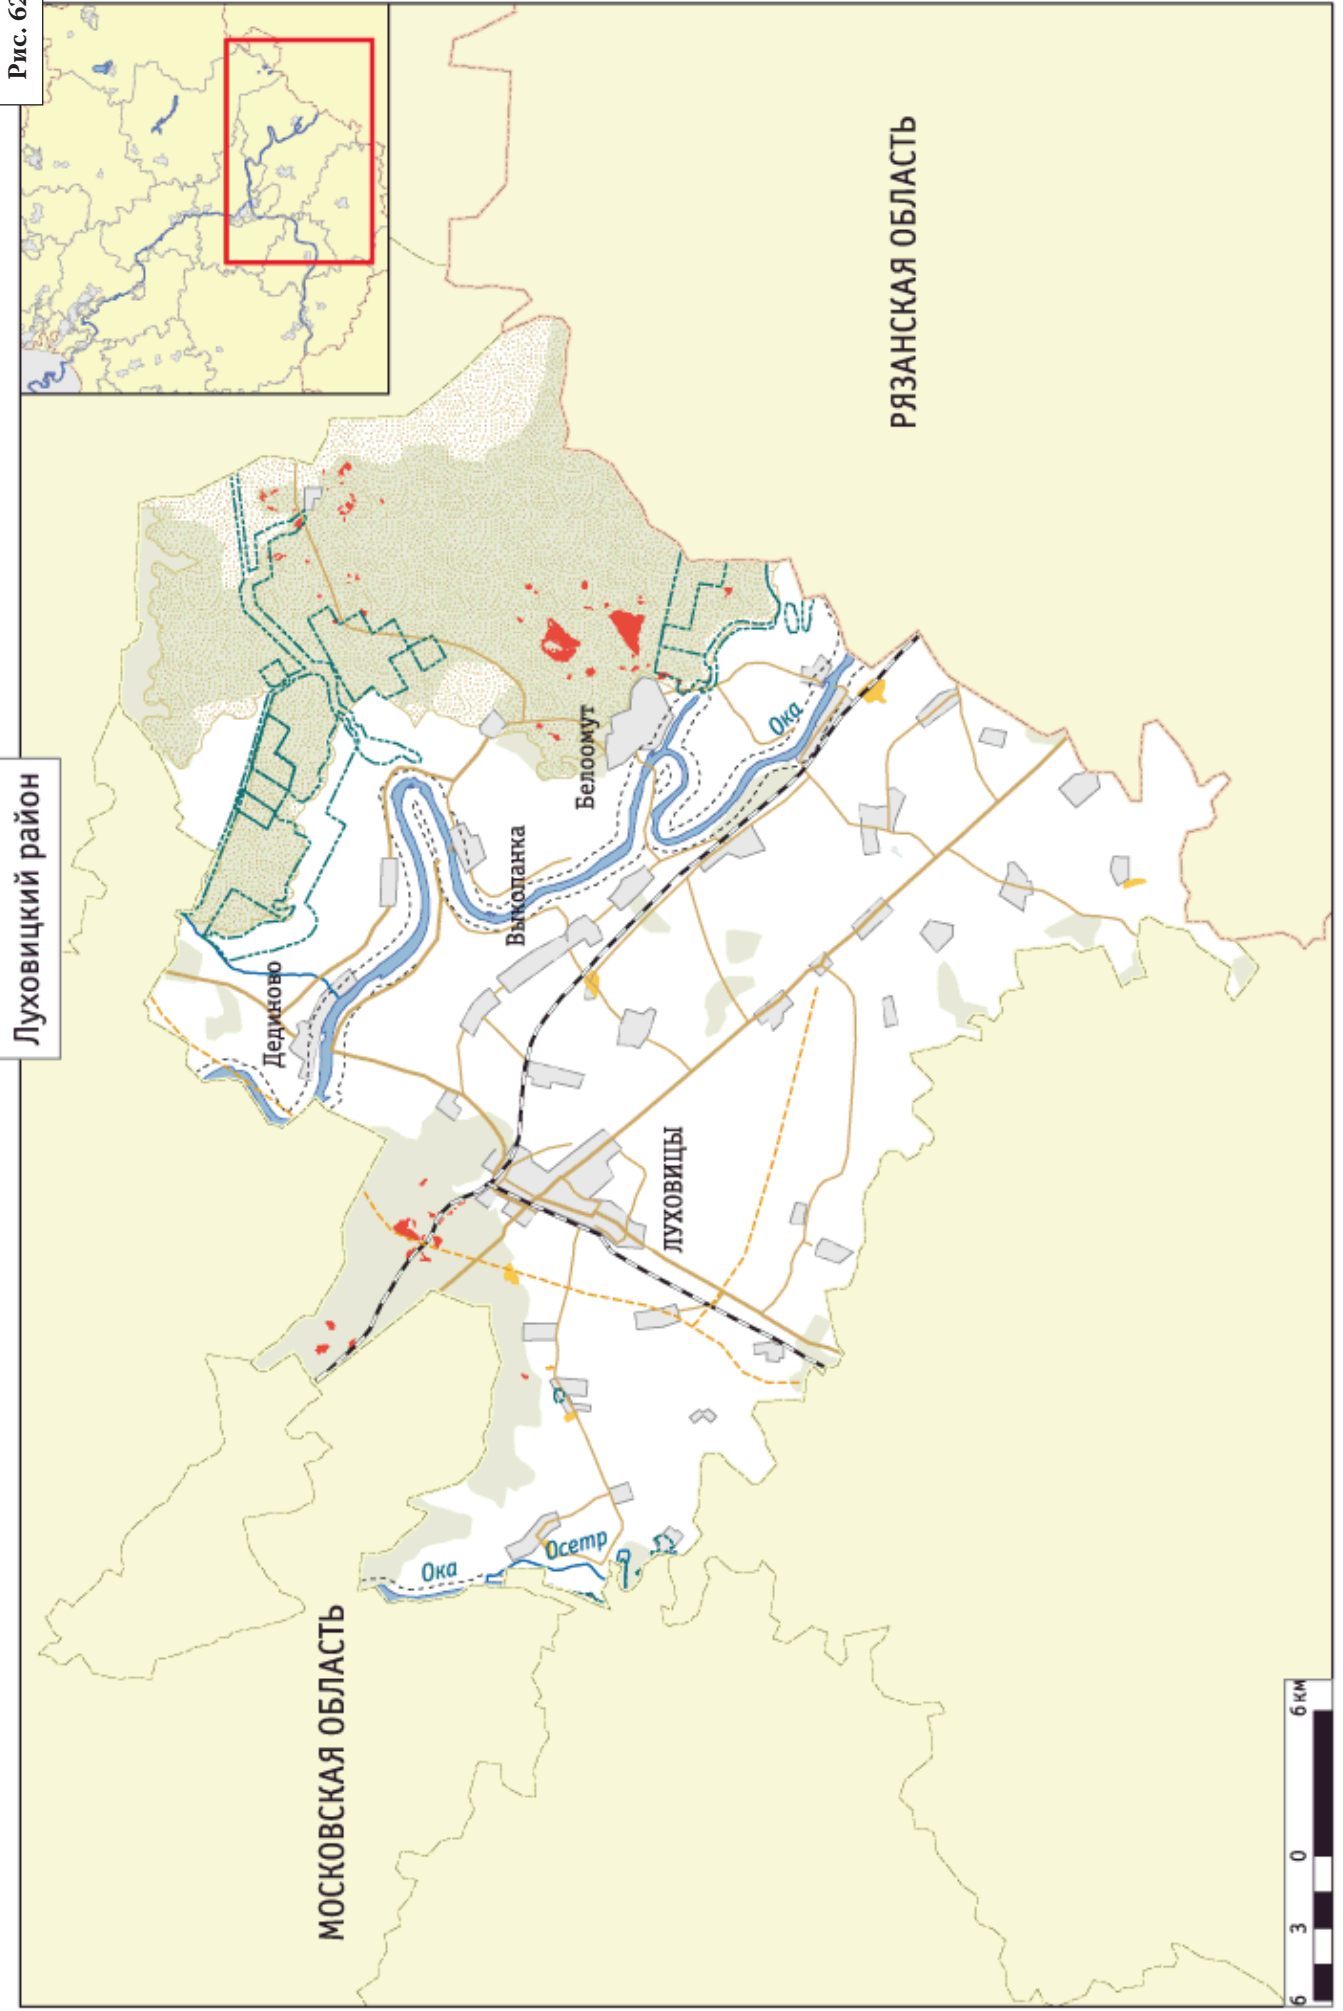 Рис. 62
Луховицкий район
МОСКОВСКАЯ ОБЛАСТЬ
РЯЗАНСКАЯ ОБЛАСТЬ
Дединово
Выкопанка
Белоомут
ЛУХОВИЦЫ
Ока
Осетр
Ока
6 3 0 6 км